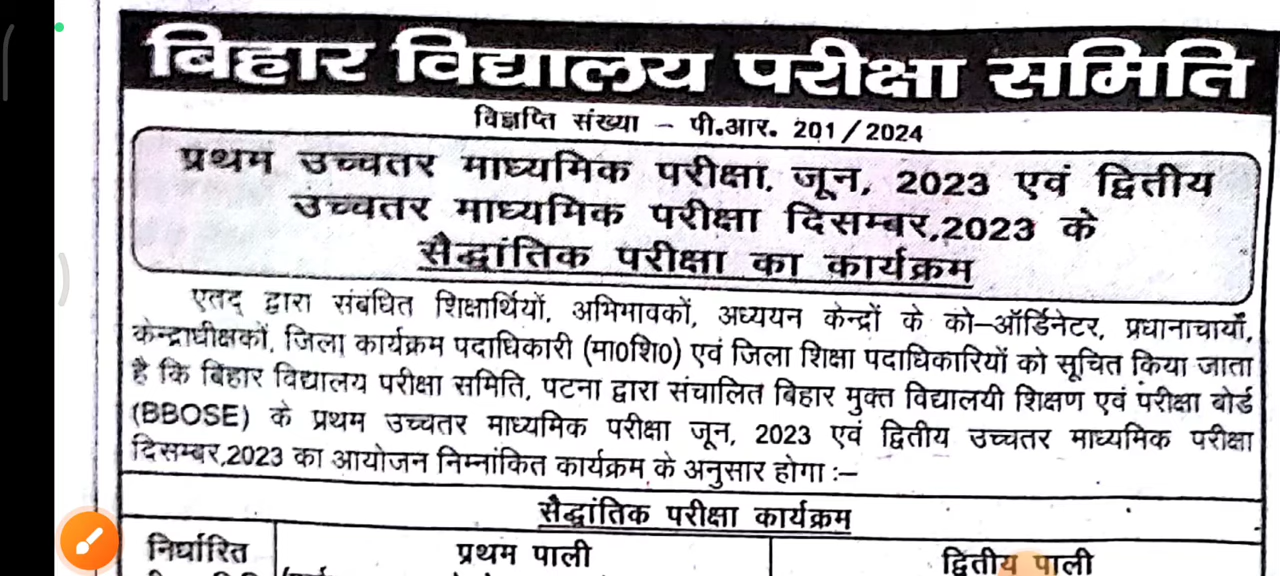 बिहार विद्यालय परीक्षा समिति
विज्ञप्ति संख्या – पी.आर. 201/2024
प्रथम उच्चतर माध्यमिक परीक्षा, जून, 2023 एवं द्वितीय
उच्चतर माध्यमिक परीक्षा दिसम्बर,2023 के
सैद्धांतिक परीक्षा का कार्यक्रम
एतद् द्वारा संबंधित शिक्षार्थियों, अभिभावकों, अध्ययन केन्द्रों के को–ऑर्डिनेटर, प्रधानाचार्यों,
केन्द्राधीक्षकों, जिला कार्यक्रम पदाधिकारी (मा0शि0) एवं जिला शिक्षा पदाधिकारियों को सूचित किया जाता
है कि बिहार विद्यालय परीक्षा समिति, पटना द्वारा संचालित बिहार मुक्त विद्यालयी शिक्षण एवं परीक्षा बोर्ड
(BBOSE) के प्रथम उच्चतर माध्यमिक परीक्षा जून, 2023 एवं द्वितीय उच्चतर माध्यमिक परीक्षा
दिसम्बर,2023 का आयोजन निम्नांकित कार्यक्रम के अनुसार होगा :–
सैद्धांतिक परीक्षा कार्यक्रम
निर्धारित प्रथम पाली द्वितीय पाली